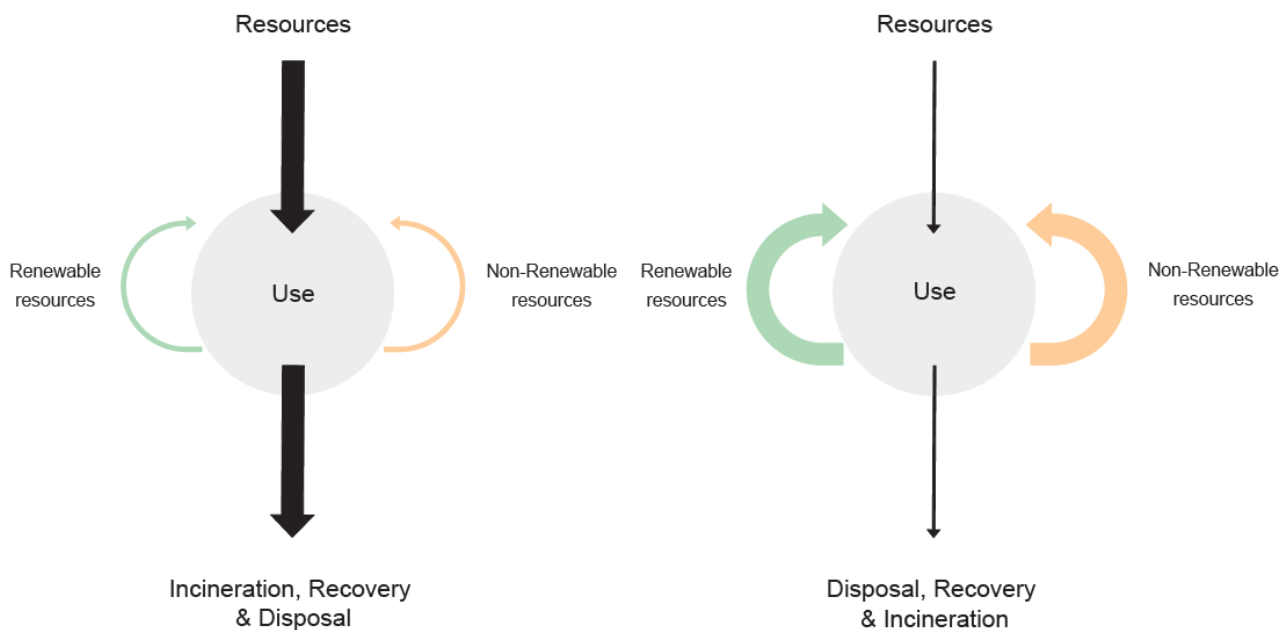 Resources
Renewable
resources
Use
Non-Renewable
resources
Incineration, Recovery
& Disposal
Resources
Renewable
resources
Use
Non-Renewable
resources
Disposal, Recovery
& Incineration